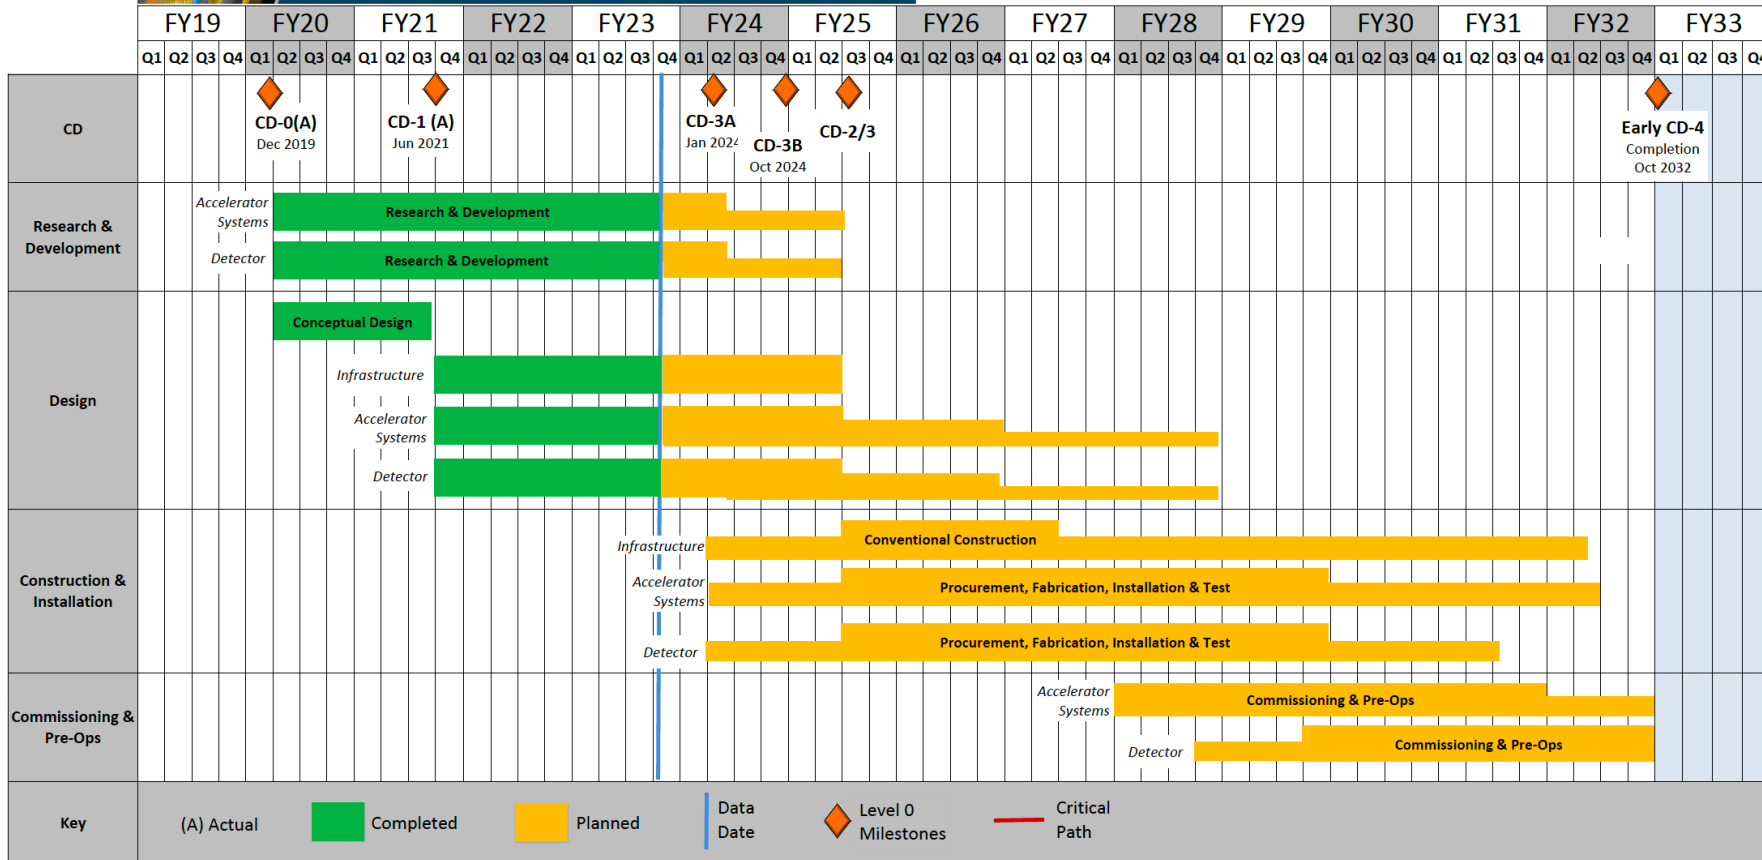 FY19 FY20 FY21 FY22 FY23 FY24 FY25 FY26 FY27 FY28 FY29 FY30 FY31 FY32 FY33
Q1 Q2 Q3 Q4 Q1 Q2 Q3 Q4 Q1 Q2 Q3 Q4 Q1 Q2 Q3 Q4 Q1 Q2 Q3 Q4 Q1 Q2 Q3 Q4 Q1 Q2 Q3 Q4 Q1 Q2 Q3 Q4 Q1 Q2 Q3 Q4 Q1 Q2 Q3 Q4 Q1 Q2 Q3 Q4 Q1 Q2 Q3 Q4 Q1 Q2 Q3 Q4 Q1 Q2 Q3 Q4 Q1 Q2 Q3 Q4
CD
CD-0(A)
Dec 2019
CD-1 (A)
Jun 2021
CD-3A
Jan 2024
CD-3B
Oct 2024
CD-2/3
Early CD-4
Completion
Oct 2032
Research &
Development
Accelerator
Systems
Research & Development
Detector
Research & Development
Design
Conceptual Design
Infrastructure
Accelerator
Systems
Detector
Construction &
Installation
Infrastructure
Conventional Construction
Accelerator
Systems
Procurement, Fabrication, Installation & Test
Detector
Procurement, Fabrication, Installation & Test
Commissioning &
Pre-Ops
Accelerator
Systems
Commissioning & Pre-Ops
Detector
Commissioning & Pre-Ops
Key
(A) Actual
Completed
Planned
Data
Date
Level 0
Milestones
Critical
Path